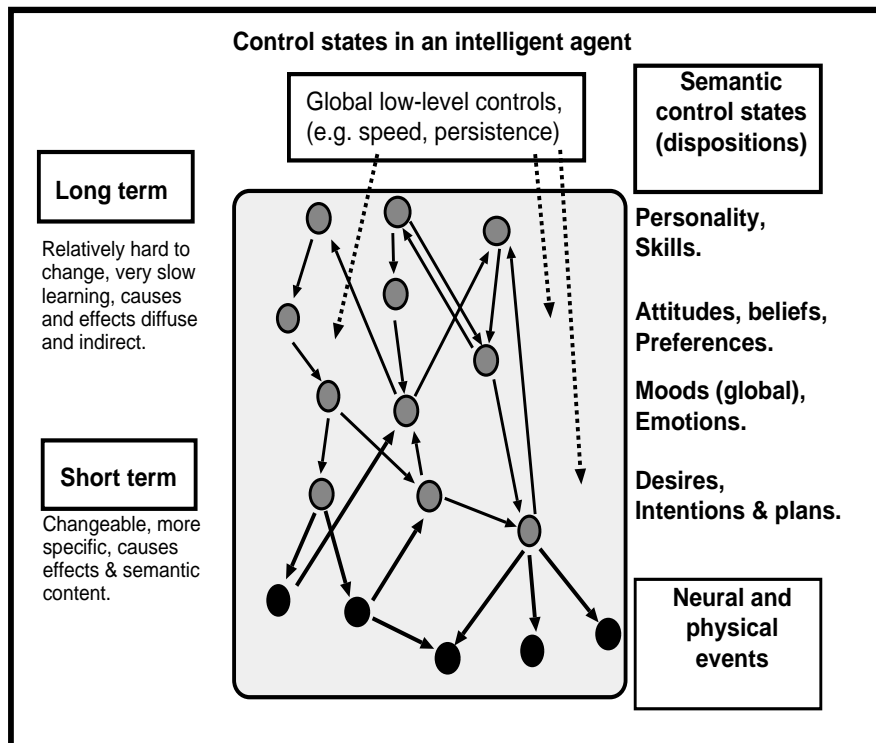 Control states in an intelligent agent
Global low-level controls,
(e.g. speed, persistence)
Semantic
control states
(dispositions)
Long term
Relatively hard to
change, very slow
learning, causes
and effects diffuse
and indirect.
Short term
Changeable, more
specific, causes
effects & semantic
content.
Personality,
Skills.
Attitudes, beliefs,
Preferences.
Moods (global),
Emotions.
Desires,
Intentions & plans.
Neural and
physical
events